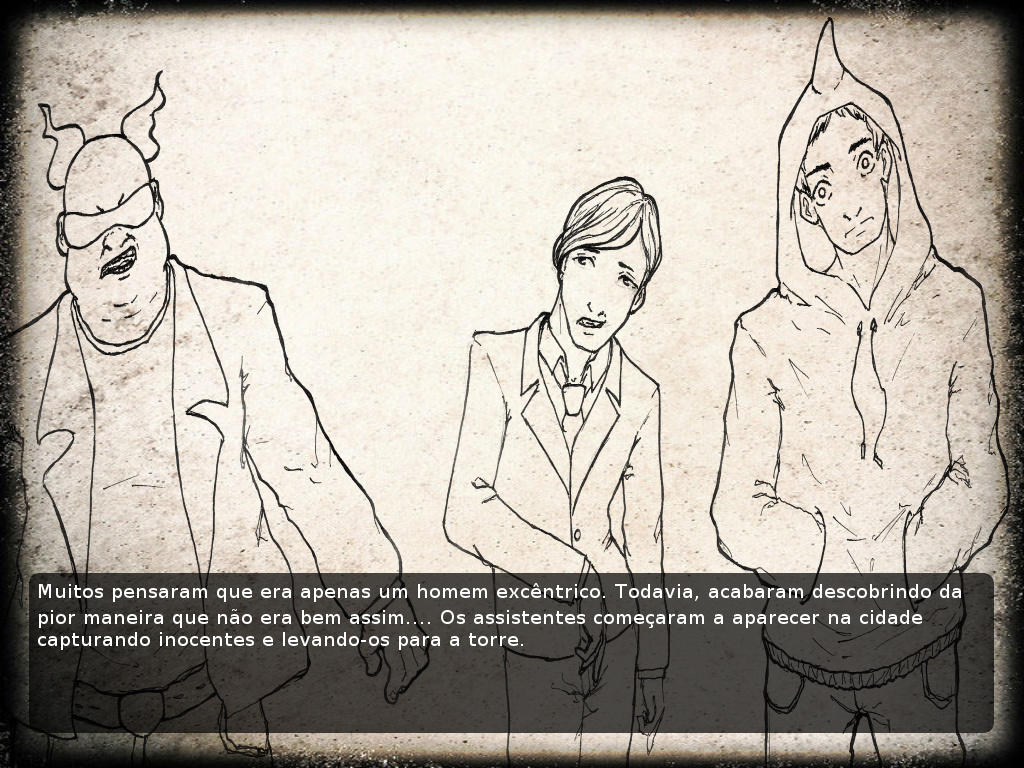 Muitos pensaram que era apenas um homem excêntrico. Todavia, acabaram descobrindo da
pior maneira que não era bem assim.... Os assistentes começaram a aparecer na cidade
capturando inocentes e levando-os para a torre.